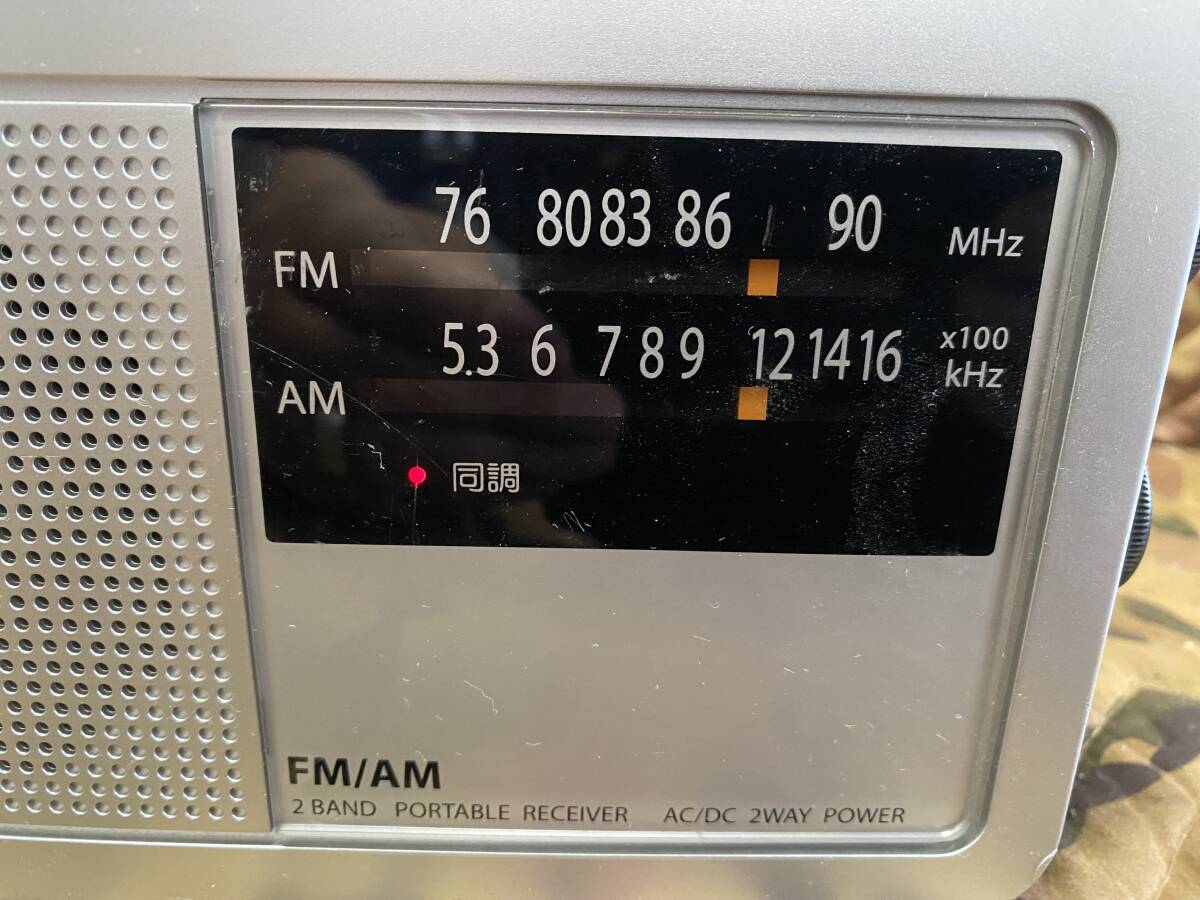 76 80 83 86 90 MHz
FM
5.3 6 7 8 9 12 14 16 x100 kHz
AM
同調
FM/AM
2 BAND PORTABLE RECEIVER AC/DC 2WAY POWER